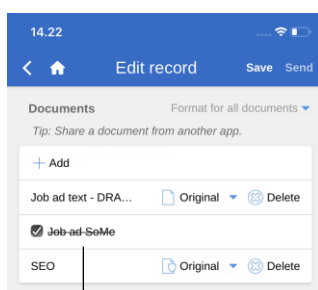 14.22
Edit record Save Send
Documents Format for all documents
Tip: Share a document from another app.
+ Add
Job ad text - DRA... Original Delete
Job ad SoMe
SEO Original Delete